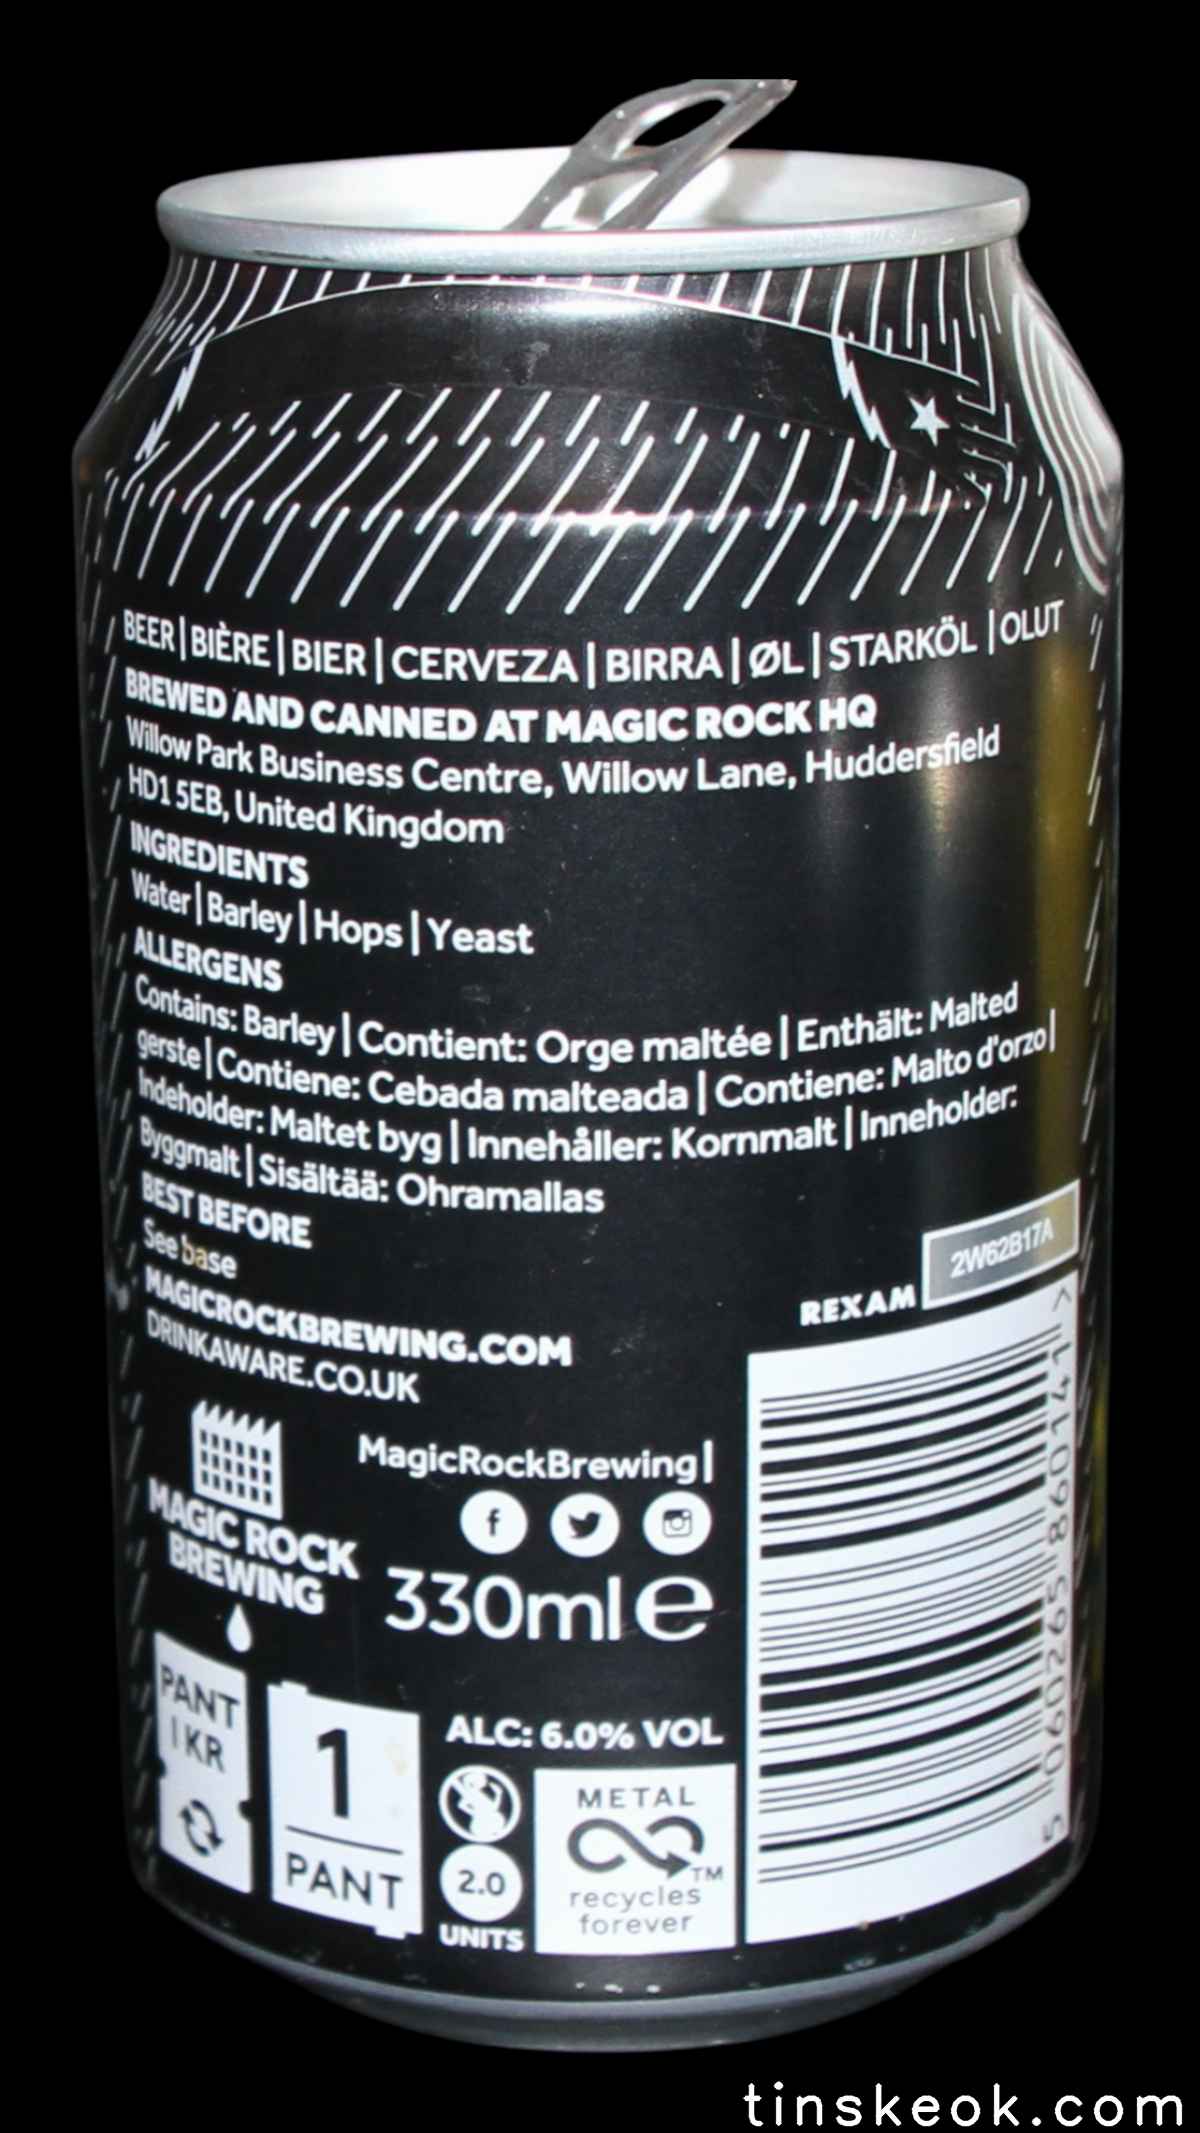 BEER | BIÈRE | BIER | CERVEZA | BIRRA | ØL | STARKÖL | OLUT
BREWED AND CANNED AT MAGIC ROCK HQ
Willow Park Business Centre, Willow Lane, Huddersfield
HD1 5EB, United Kingdom
INGREDIENTS
Water | Barley | Hops | Yeast
ALLERGENS
Contains: Barley | Contient: Orge maltée | Enthält: Malted
gerste | Contiene: Cebada malteada | Contiene: Malto d'orzo |
Indeholder: Maltet byg | Innehåller: Kornmalt | Inneholder:
Byggmalt | Sisältää: Ohramallas
BEST BEFORE
See base
MAGICROCKBREWING.COM
DRINKAWARE.CO.UK
REXAM
2W62B17A
MagicRockBrewing |
MAGIC ROCK
BREWING
330ml e
PANT
1 KR
1
PANT
ALC: 6.0% VOL
2.0
UNITS
METAL
TM
recycles
forever
5 060265 860141 >
tinskeok.com